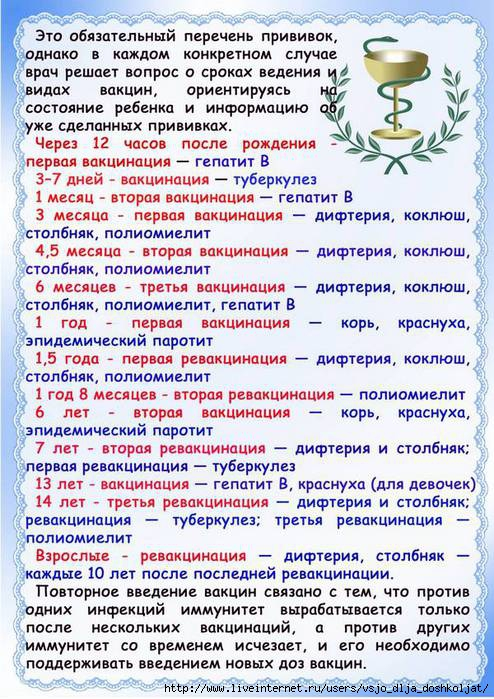 Это обязательный перечень прививок,
однако в каждом конкретном случае
врач решает вопрос о сроках ведения и
видах вакцин, ориентируясь на
состояние ребенка и информацию об
уже сделанных прививках.
Через 12 часов после рождения -
первая вакцинация — гепатит В
3–7 дней - вакцинация — туберкулез
1 месяц - вторая вакцинация — гепатит В
3 месяца - первая вакцинация — дифтерия, коклюш,
столбняк, полиомиелит
4,5 месяца - вторая вакцинация — дифтерия, коклюш,
столбняк, полиомиелит
6 месяцев - третья вакцинация — дифтерия, коклюш,
столбняк, полиомиелит, гепатит В
1 год - первая вакцинация — корь, краснуха,
эпидемический паротит
1,5 года - первая ревакцинация — дифтерия, коклюш,
столбняк, полиомиелит
1 год 8 месяцев - вторая ревакцинация — полиомиелит
6 лет - вторая вакцинация — корь, краснуха,
эпидемический паротит
7 лет - вторая ревакцинация — дифтерия и столбняк;
первая ревакцинация — туберкулез
13 лет - вакцинация — гепатит В, краснуха (для девочек)
14 лет - третья ревакцинация — дифтерия и столбняк;
ревакцинация — туберкулез; третья ревакцинация —
полиомиелит
Взрослые - ревакцинация — дифтерия, столбняк —
каждые 10 лет после последней ревакцинации.
Повторное введение вакцин связано с тем, что против
одних инфекций иммунитет вырабатывается только
после нескольких вакцинаций, а против других
иммунитет со временем исчезает, и его необходимо
поддерживать введением новых доз вакцин.
http://www.liveinternet.ru/users/vsjo_dlja_doshkoljat/